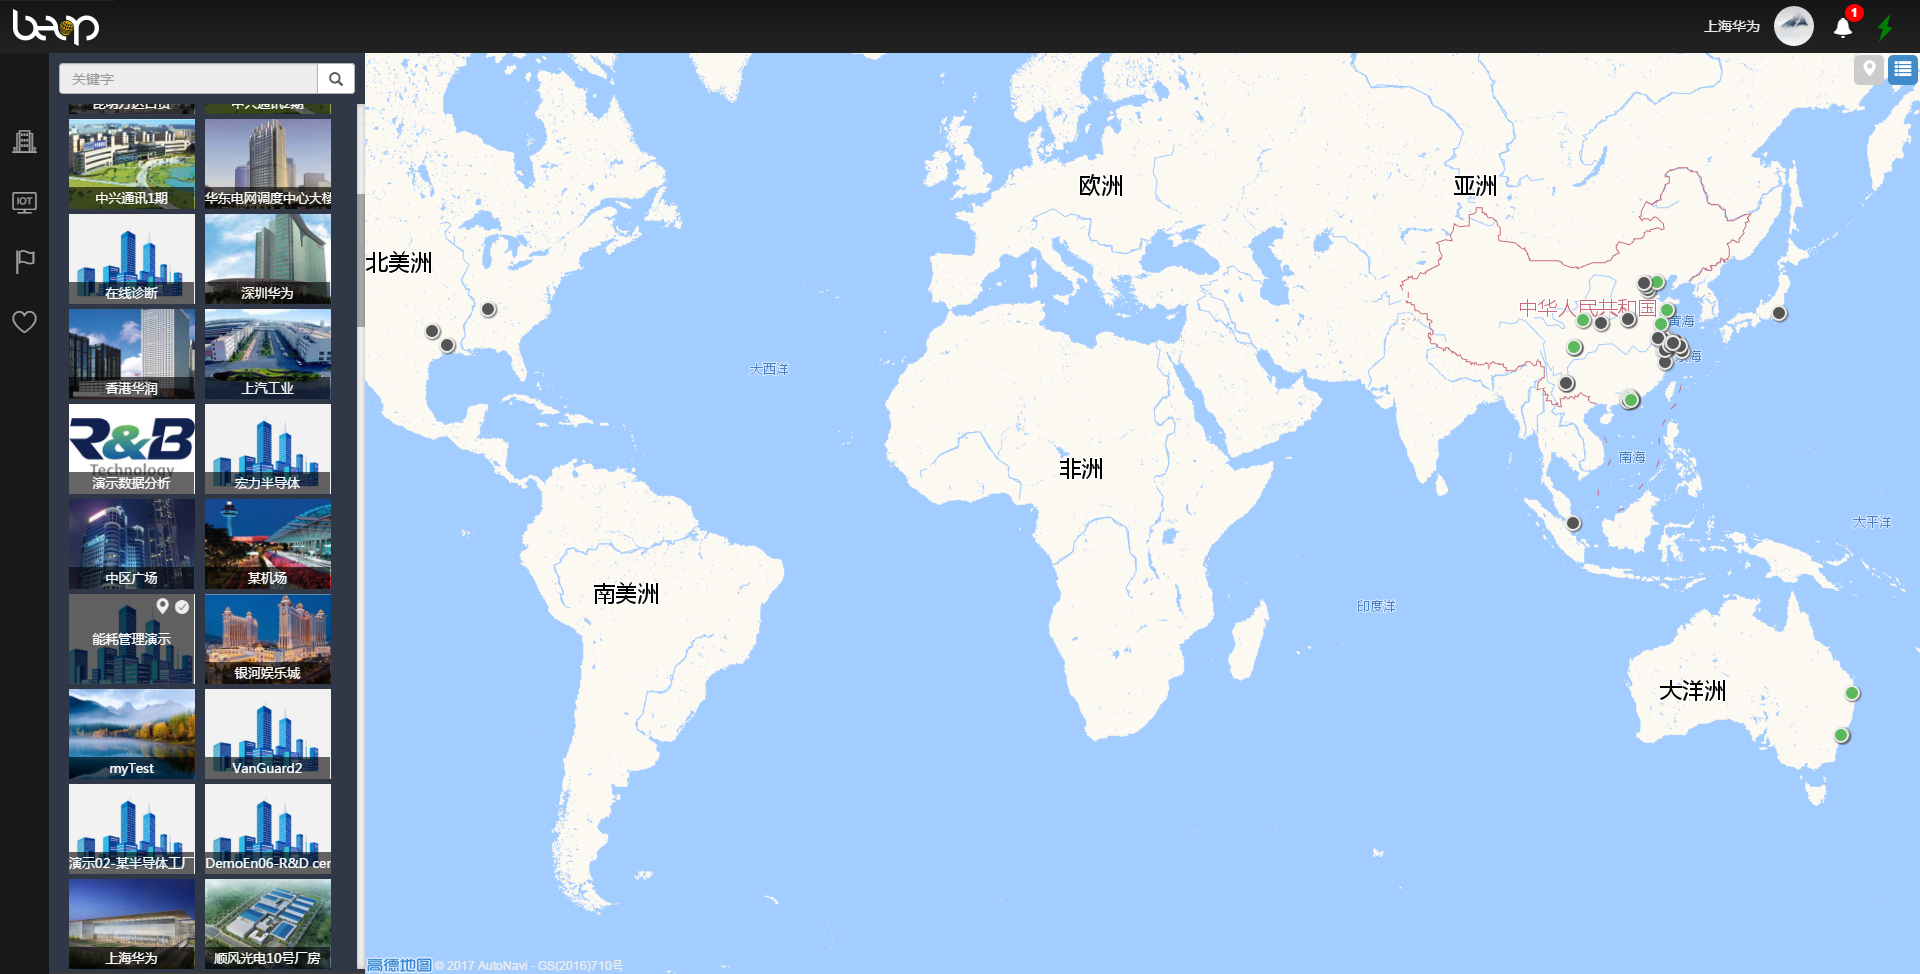 beop
上海华为
1
关键字
中兴通讯1期
华东电网调度中心大楼
IOT
在线诊断
深圳华为
香港华润
上汽工业
R&B
Technology
演示数据分析
宏力半导体
中区广场
某机场
能耗管理演示
银河娱乐城
myTest
VanGuard2
演示02-某半导体工厂
DemoEn06-R&D cer
上海华为
顺风光电10号厂房
欧洲
亚洲
北美洲
中华人民共和国
黄海
大西洋
非洲
南海
太平洋
南美洲
印度洋
大洋洲
高德地图 © 2017 AutoNavi - GS(2016)710号